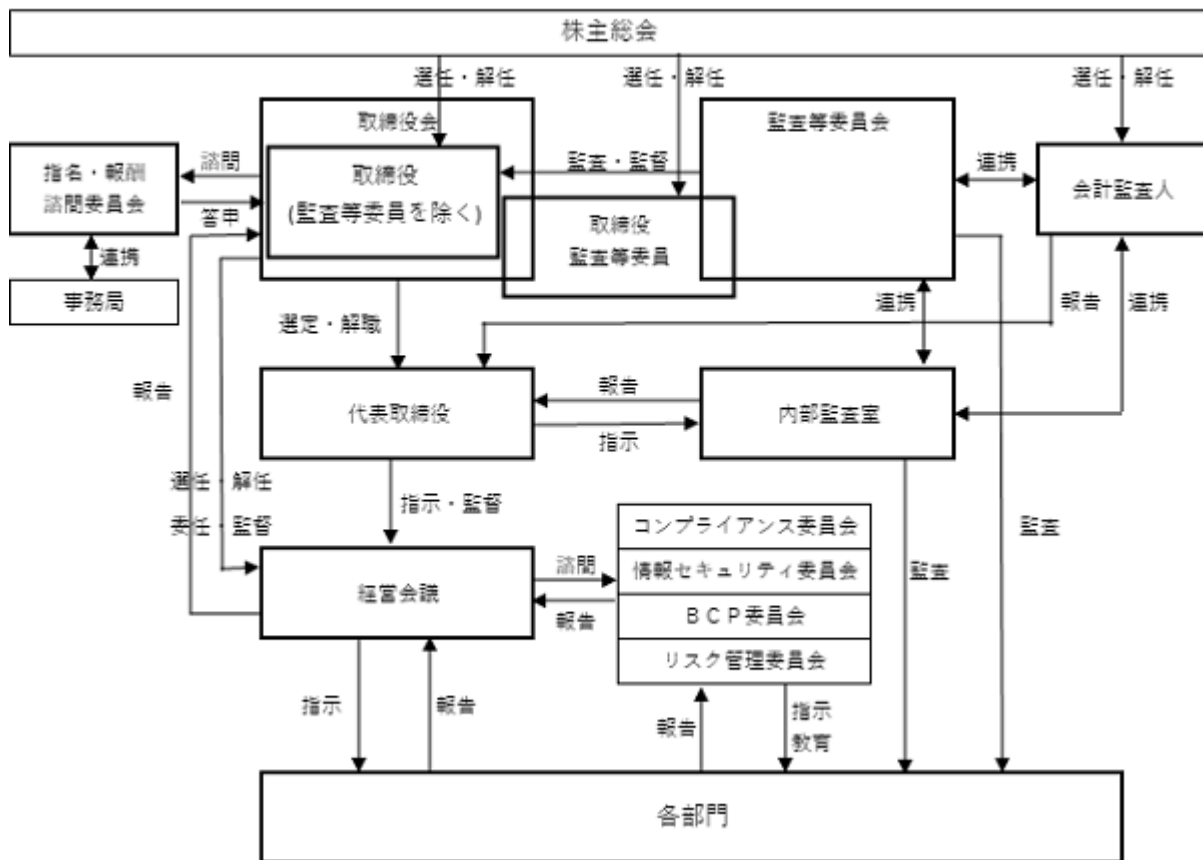 株主総会
選任・解任
選任・解任
選任・解任
取締役会
監査等委員会
指名・報酬
諮問委員会
諮問
答申
取締役
(監査等委員を除く)
監査・監督
連携
会計監査人
取締役
監査等委員
連携
事務局
選定・解職
連携
報告
連携
報告
代表取締役
報告
指示
内部監査室
選任・解任
委任・監督
指示・監督
コンプライアンス委員会
情報セキュリティ委員会
ＢＣＰ委員会
リスク管理委員会
監査
監査
経営会議
諮問
報告
指示
報告
報告
指示
教育
各部門